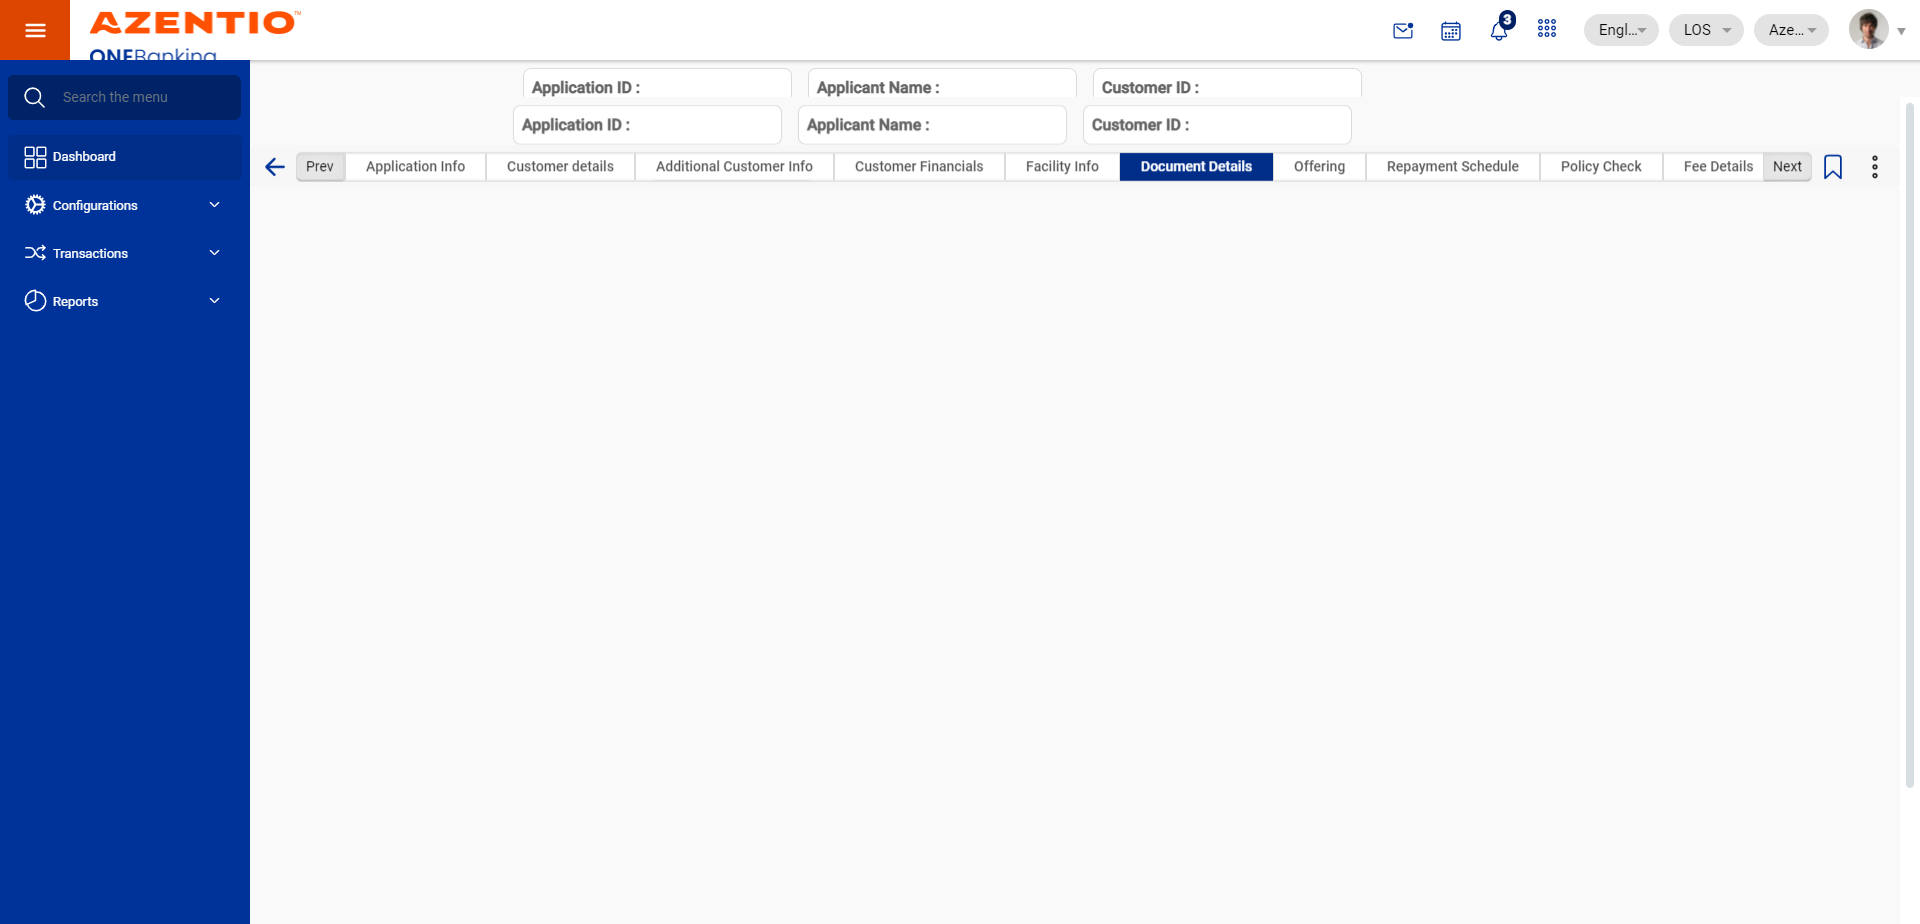 AZENTIO™
ONEBanking
3
Engl...
LOS
Aze...
Search the menu
Dashboard
Configurations
Transactions
Reports
Application ID :
Applicant Name :
Customer ID :
Application ID :
Applicant Name :
Customer ID :
Prev
Application Info
Customer details
Additional Customer Info
Customer Financials
Facility Info
Document Details
Offering
Repayment Schedule
Policy Check
Fee Details
Next